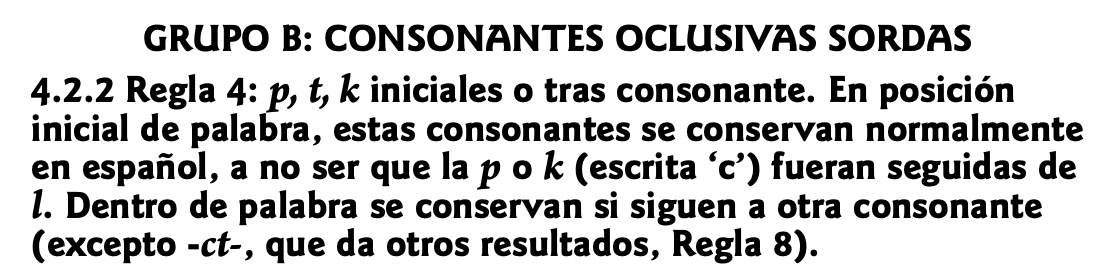 GRUPO B: CONSONANTES OCLUSIVAS SORDAS
4.2.2 Regla 4: p, t, k iniciales o tras consonante. En posición
inicial de palabra, estas consonantes se conservan normalmente
en español, a no ser que la p o k (escrita ‘c’) fueran seguidas de
l. Dentro de palabra se conservan si siguen a otra consonante
(excepto -ct-, que da otros resultados, Regla 8).